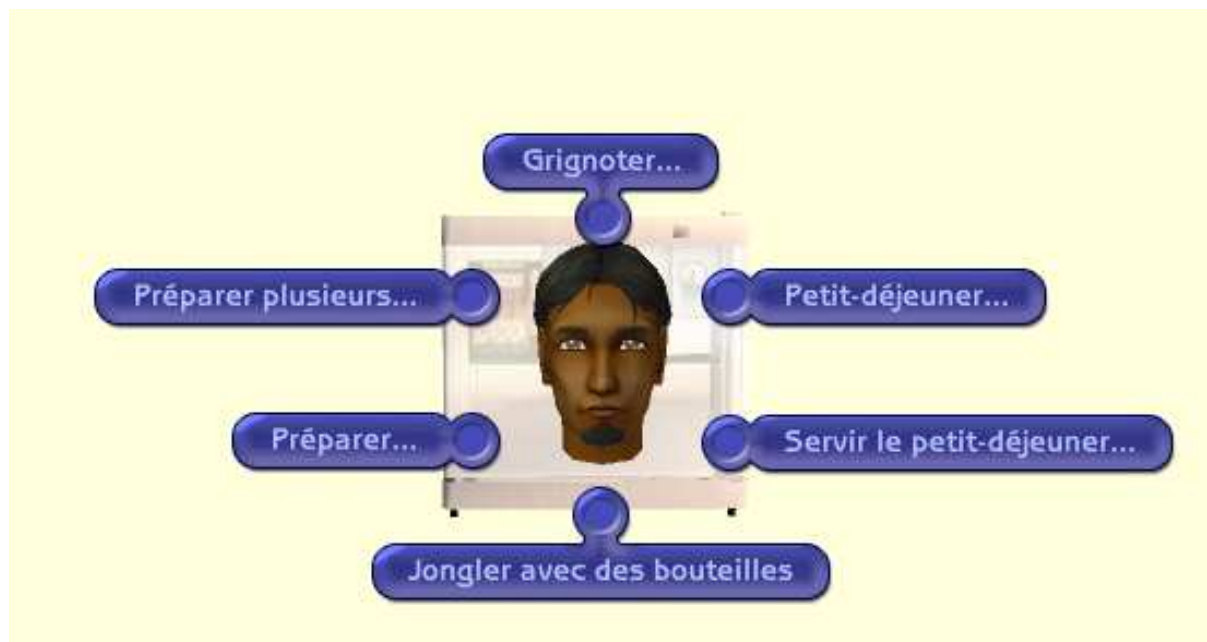 Grignoter...
Préparer plusieurs...
Petit-déjeuner...
Préparer...
Servir le petit-déjeuner...
Jongler avec des bouteilles